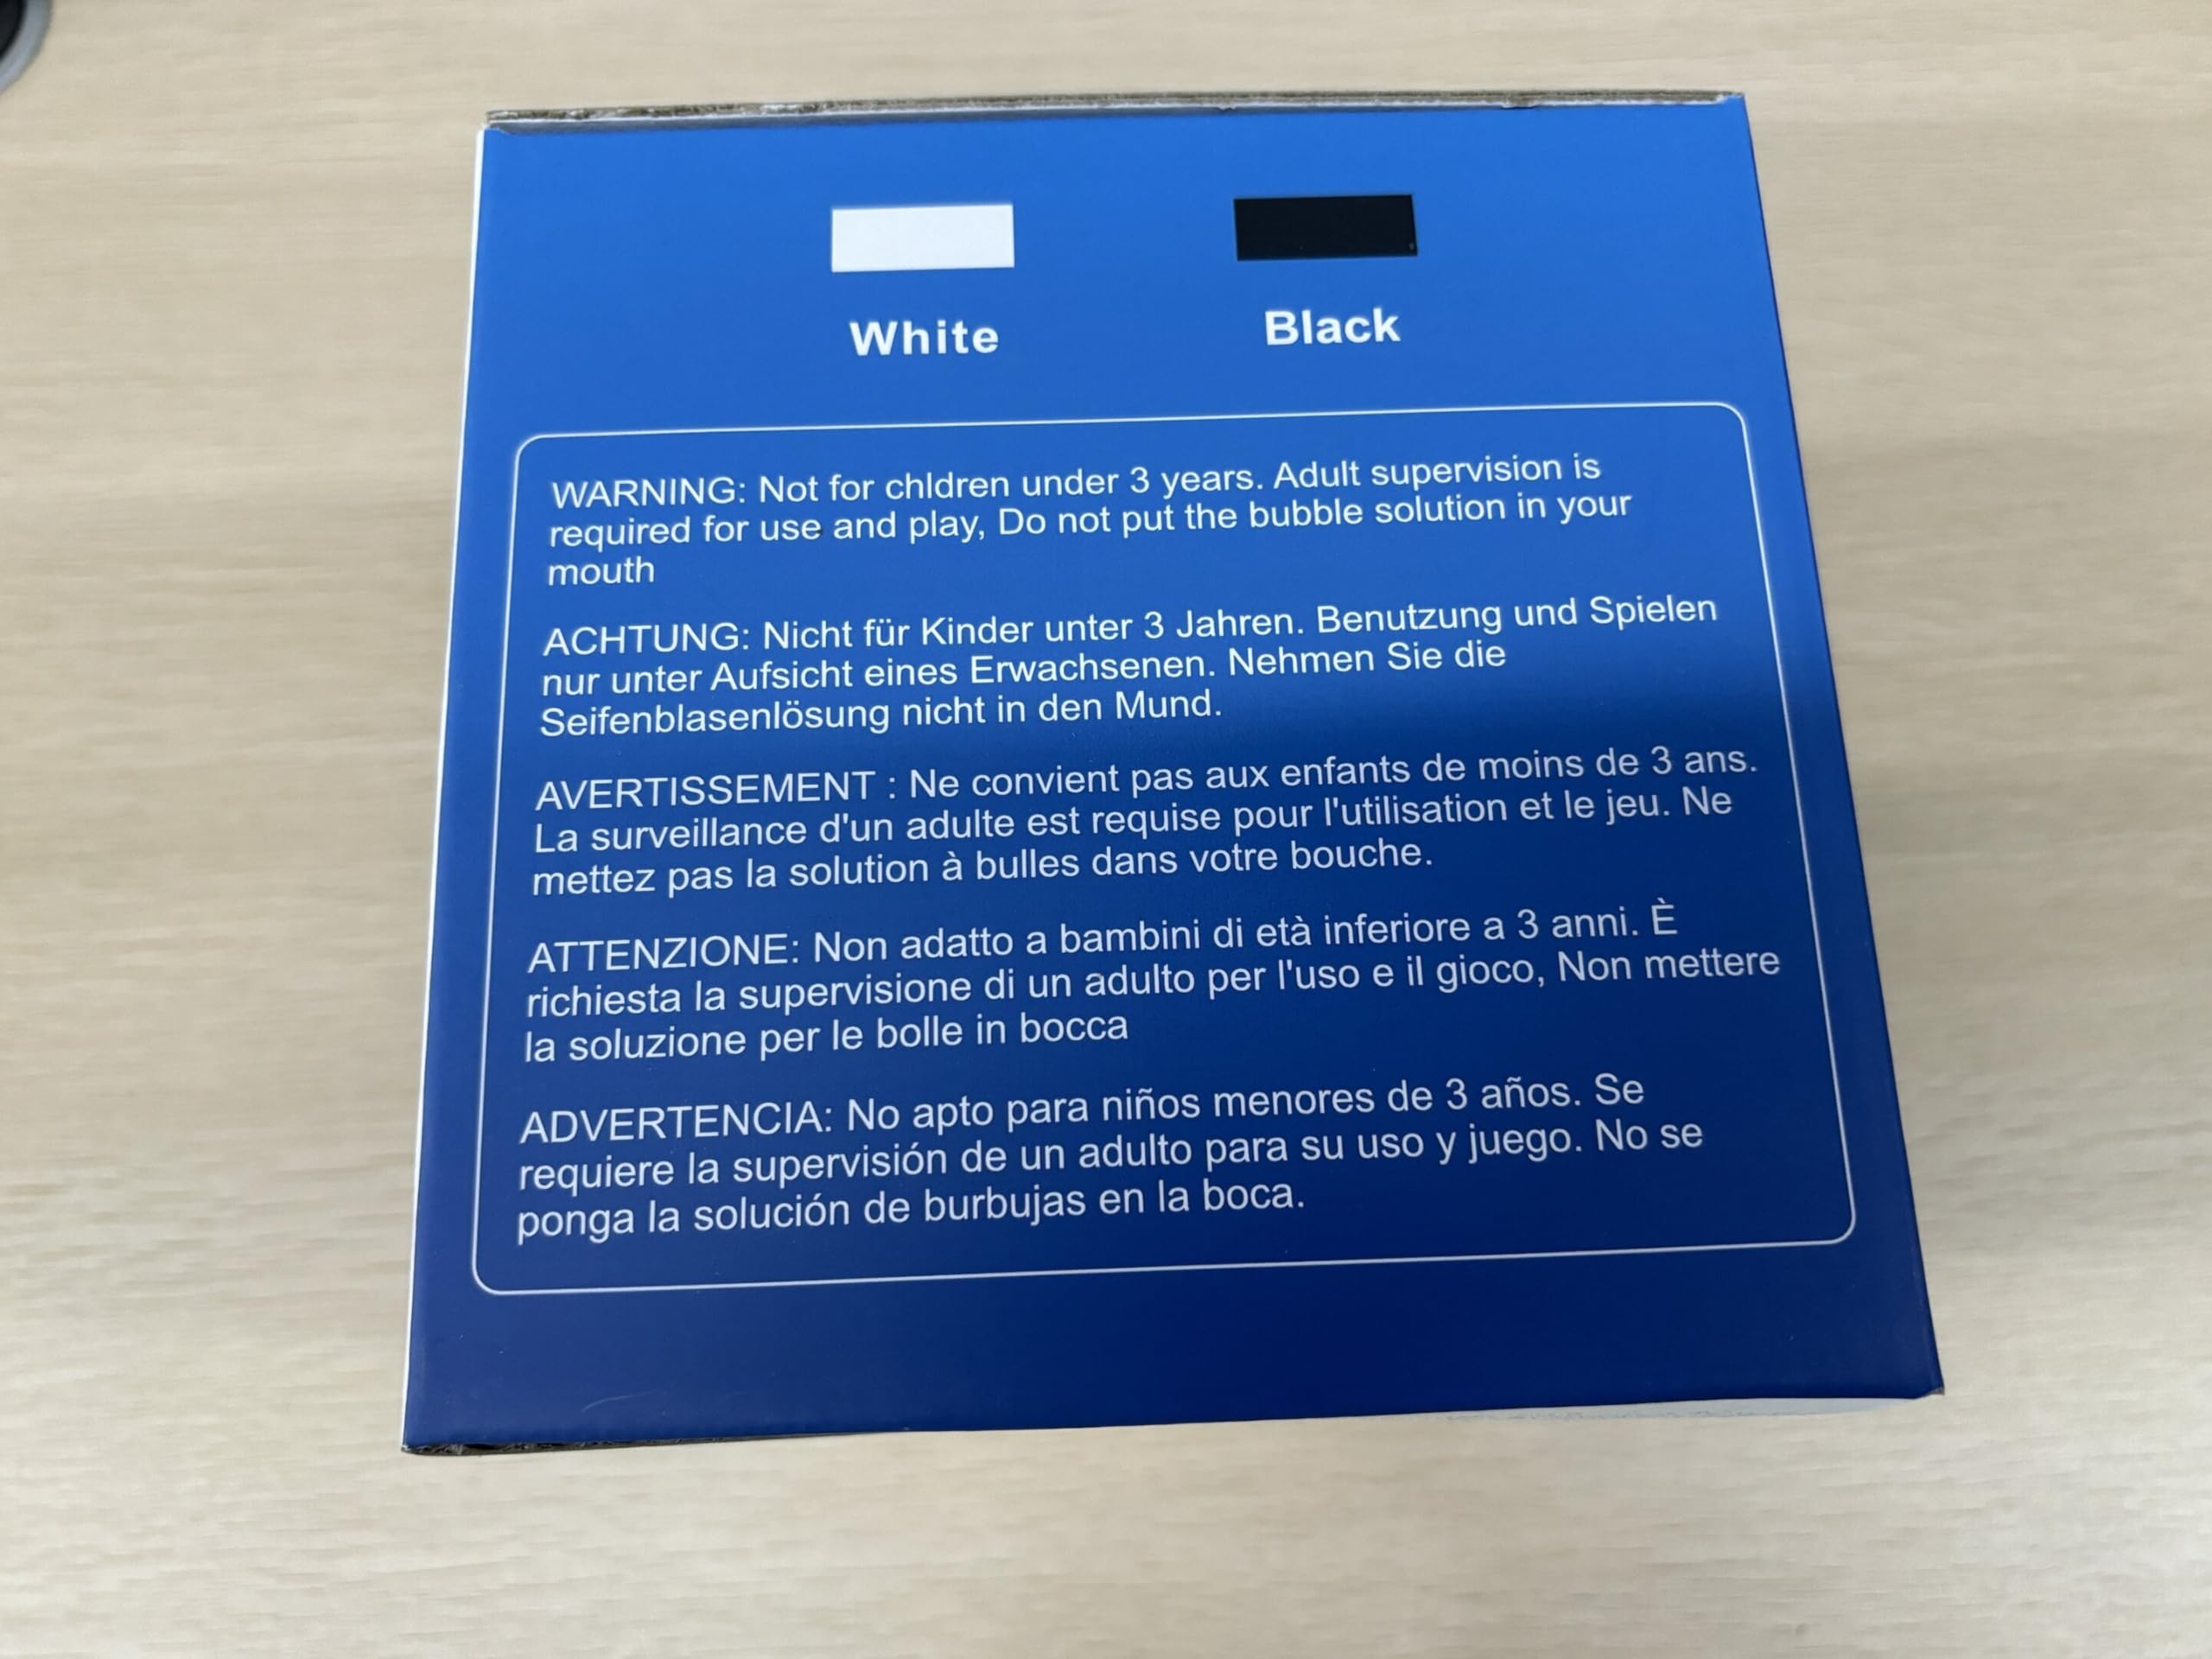 White
Black
WARNING: Not for chldren under 3 years. Adult supervision is
required for use and play, Do not put the bubble solution in your
mouth
ACHTUNG: Nicht für Kinder unter 3 Jahren. Benutzung und Spielen
nur unter Aufsicht eines Erwachsenen. Nehmen Sie die
Seifenblasenlösung nicht in den Mund.
AVERTISSEMENT : Ne convient pas aux enfants de moins de 3 ans.
La surveillance d'un adulte est requise pour l'utilisation et le jeu. Ne
mettez pas la solution à bulles dans votre bouche.
ATTENZIONE: Non adatto a bambini di età inferiore a 3 anni. È
richiesta la supervisione di un adulto per l'uso e il gioco, Non mettere
la soluzione per le bolle in bocca
ADVERTENCIA: No apto para niños menores de 3 años. Se
requiere la supervisión de un adulto para su uso y juego. No se
ponga la solución de burbujas en la boca.